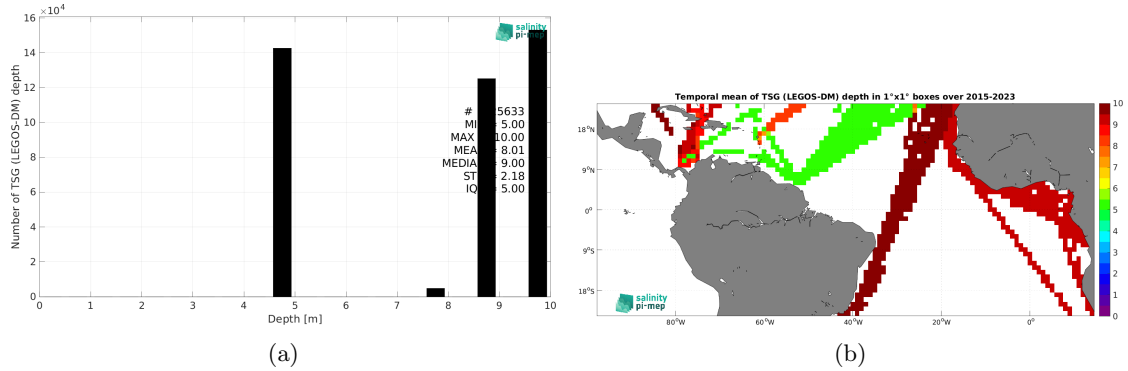 ×10⁴
16
14
12
10
8
6
4
2
0
Number of TSG (LEGOS-DM) depth
salinity
pi-mep
# 5633
MI = 5.00
MAX 10.00
MEA = 8.01
MEDIA = 9.00
ST = 2.18
IQ = 5.00
0 1 2 3 4 5 6 7 8 9 10
Depth [m]
(a)
Temporal mean of TSG (LEGOS-DM) depth in 1°x1° boxes over 2015-2023
18°N
9°N
0°
9°S
18°S
80°W 60°W 40°W 20°W 0°
10
9
8
7
6
5
4
3
2
1
0
salinity
pi-mep
(b)